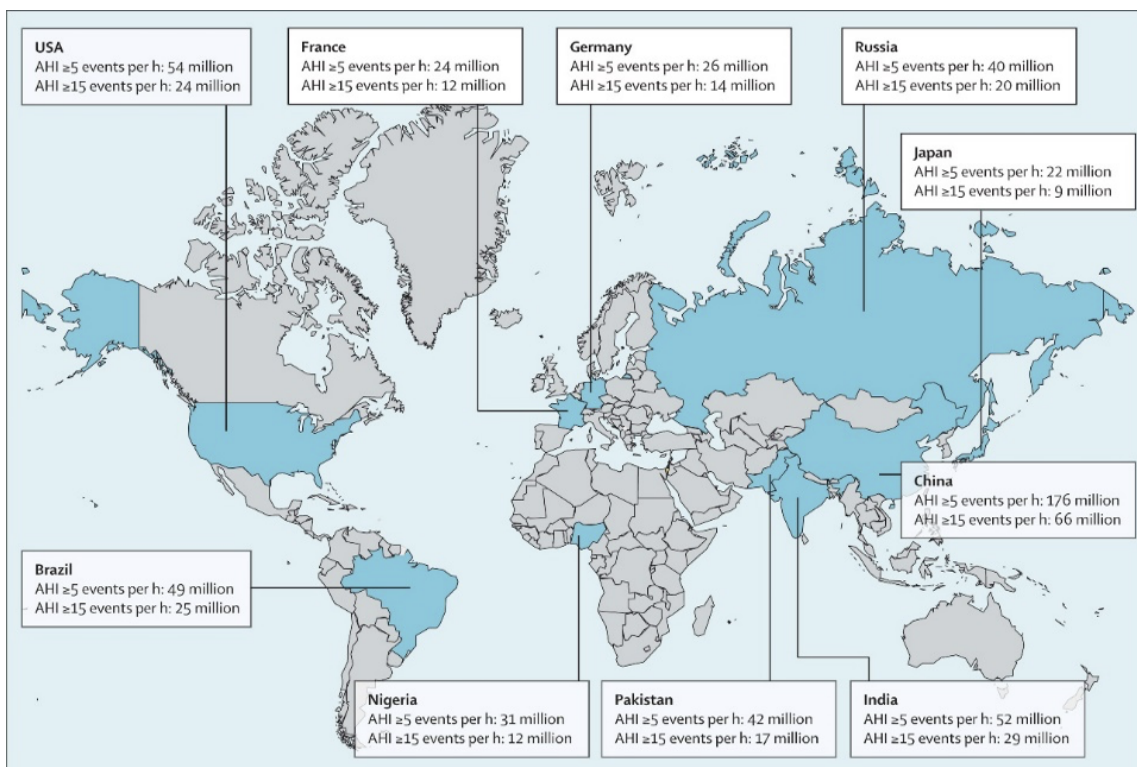 USA
AHI ≥5 events per h: 54 million
AHI ≥15 events per h: 24 million
France
AHI ≥5 events per h: 24 million
AHI ≥15 events per h: 12 million
Germany
AHI ≥5 events per h: 26 million
AHI ≥15 events per h: 14 million
Russia
AHI ≥5 events per h: 40 million
AHI ≥15 events per h: 20 million
Japan
AHI ≥5 events per h: 22 million
AHI ≥15 events per h: 9 million
China
AHI ≥5 events per h: 176 million
AHI ≥15 events per h: 66 million
Brazil
AHI ≥5 events per h: 49 million
AHI ≥15 events per h: 25 million
Nigeria
AHI ≥5 events per h: 31 million
AHI ≥15 events per h: 12 million
Pakistan
AHI ≥5 events per h: 42 million
AHI ≥15 events per h: 17 million
India
AHI ≥5 events per h: 52 million
AHI ≥15 events per h: 29 million